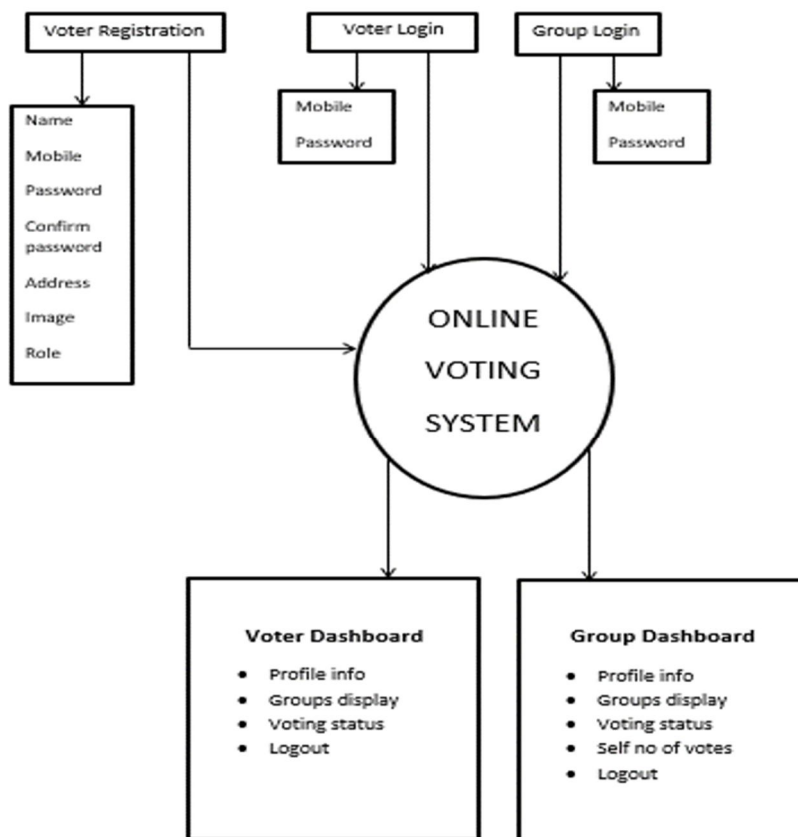 Voter Registration
Voter Login
Group Login
Name
Mobile
Password
Confirm
password
Address
Image
Role
Mobile
Password
Mobile
Password
ONLINE
VOTING
SYSTEM
Voter Dashboard
• Profile info
• Groups display
• Voting status
• Logout
Group Dashboard
• Profile info
• Groups display
• Voting status
• Self no of votes
• Logout